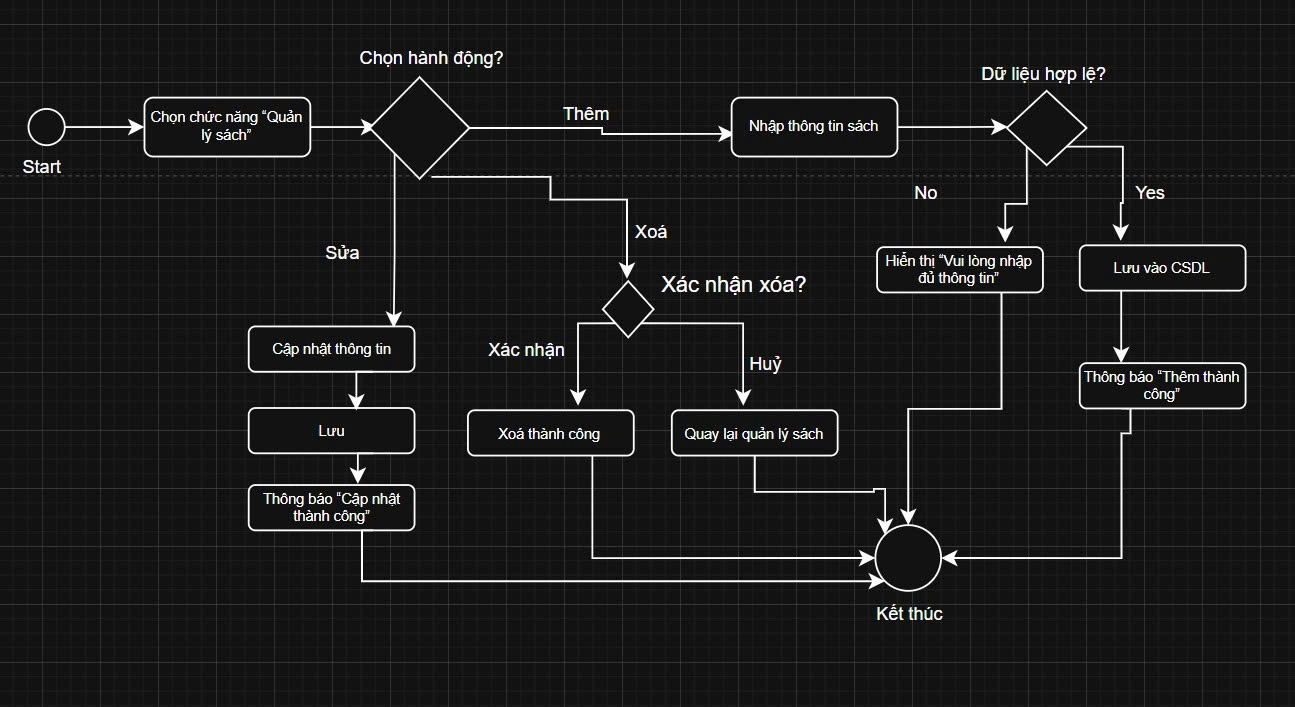 Chọn hành động?
Dữ liệu hợp lệ?
Start
Chọn chức năng “Quản
lý sách”
Thêm
Nhập thông tin sách
No
Yes
Sửa
Xoá
Hiễn thị “Vui lòng nhập
đủ thông tin”
Lưu vào CSDL
Xác nhận xóa?
Cập nhật thông tin
Xác nhận
Huỷ
Thông báo “Thêm thành
công”
Lưu
Xoá thành công
Quay lại quản lý sách
Thông báo “Cập nhật
thành công”
Kết thúc